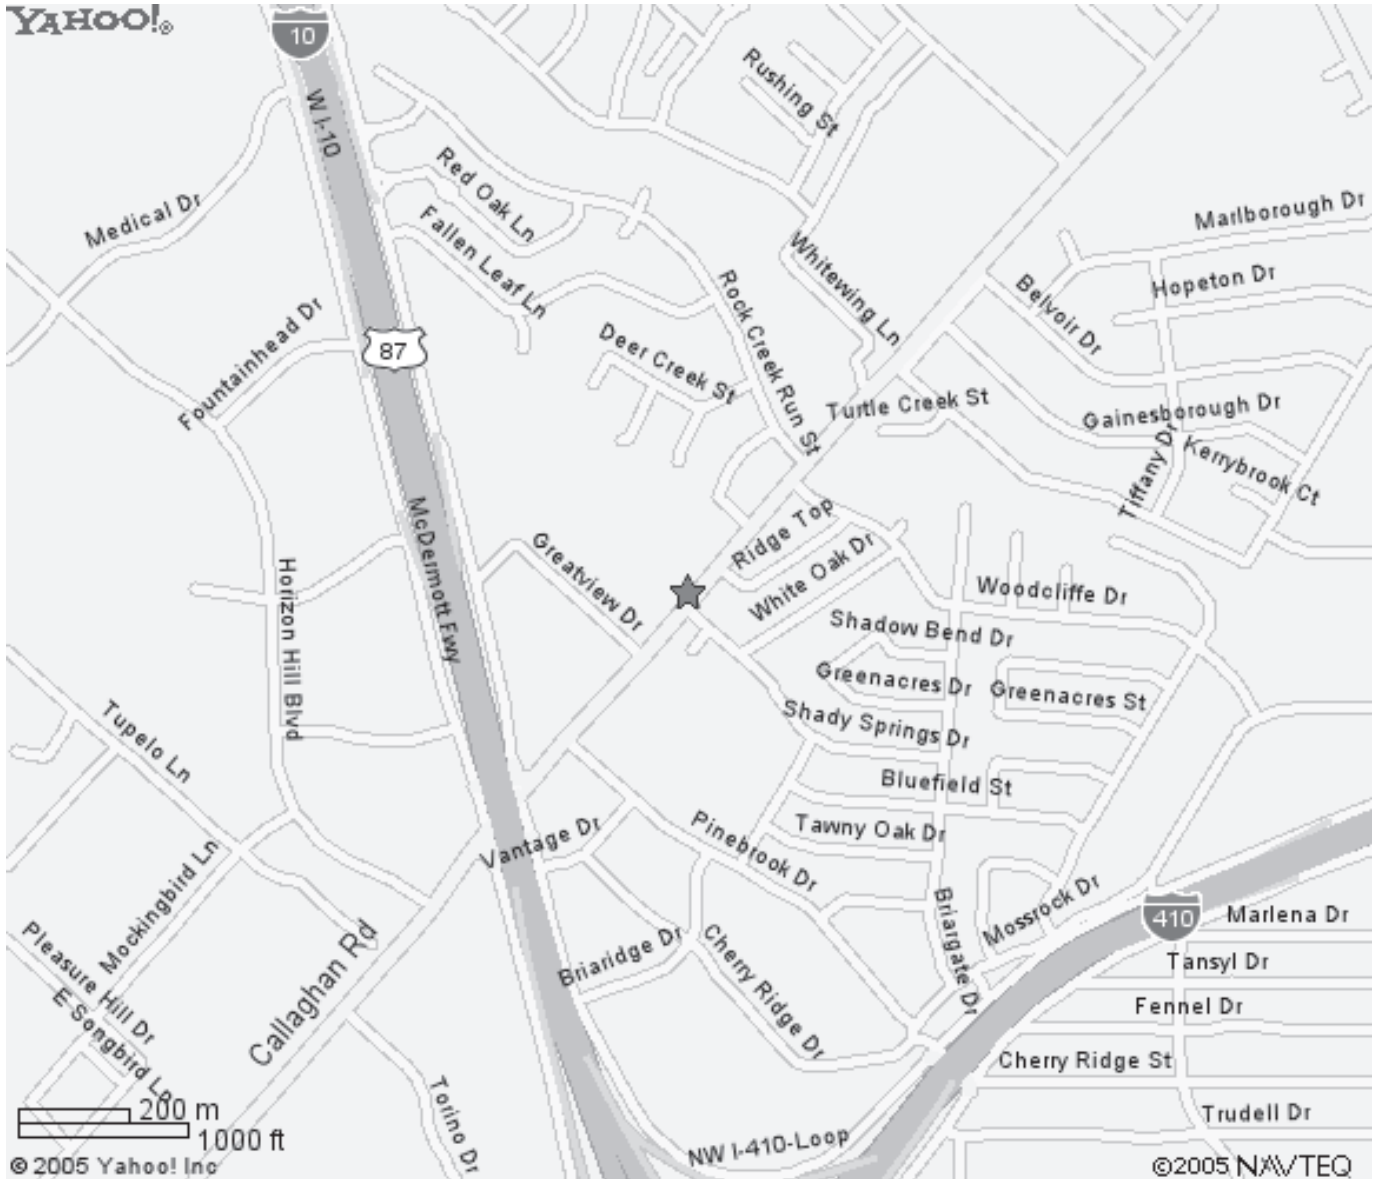 YAHOO!®
10
W I-10
Rushing St
Red Oak Ln
Medical Dr
Fallen Leaf Ln
Marlborough Dr
Whitewing Ln
Hopeton Dr
Belvoir Dr
Rock Creek Run St
Fountainhead Dr
87
Deer Creek St
Turtle Creek St
Gainesborough Dr
Tiffany Dr
Kerrybrook Ct
McDermott Fwy
Ridge Top
Greatview Dr
White Oak Dr
Horizon Hill Blvd
Woodcliffe Dr
Shadow Bend Dr
Greenacres Dr
Greenacres St
Shady Springs Dr
Tupelo Ln
Bluefield St
Vantage Dr
Pinebrook Dr
Tawny Oak Dr
Mockingbird Ln
Briargate Dr
Mossrock Dr
410
Marlena Dr
Pleasure Hill Dr
Callaghan Rd
Briaridge Dr
Cherry Ridge Dr
Tansyl Dr
E Songbird Ln
Fennel Dr
Cherry Ridge St
Torino Dr
200 m
Trudell Dr
1000 ft
NW I-410-Loop
© 2005 Yahoo! Inc
©2005 NAVTEQ